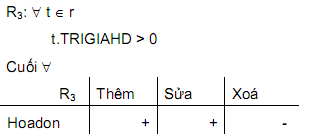 R₃: ∀ t ∈ r
t.TRIGIAHD > 0
Cuối ∀
R₃ Thêm Sửa Xoá
Hoadon + + -